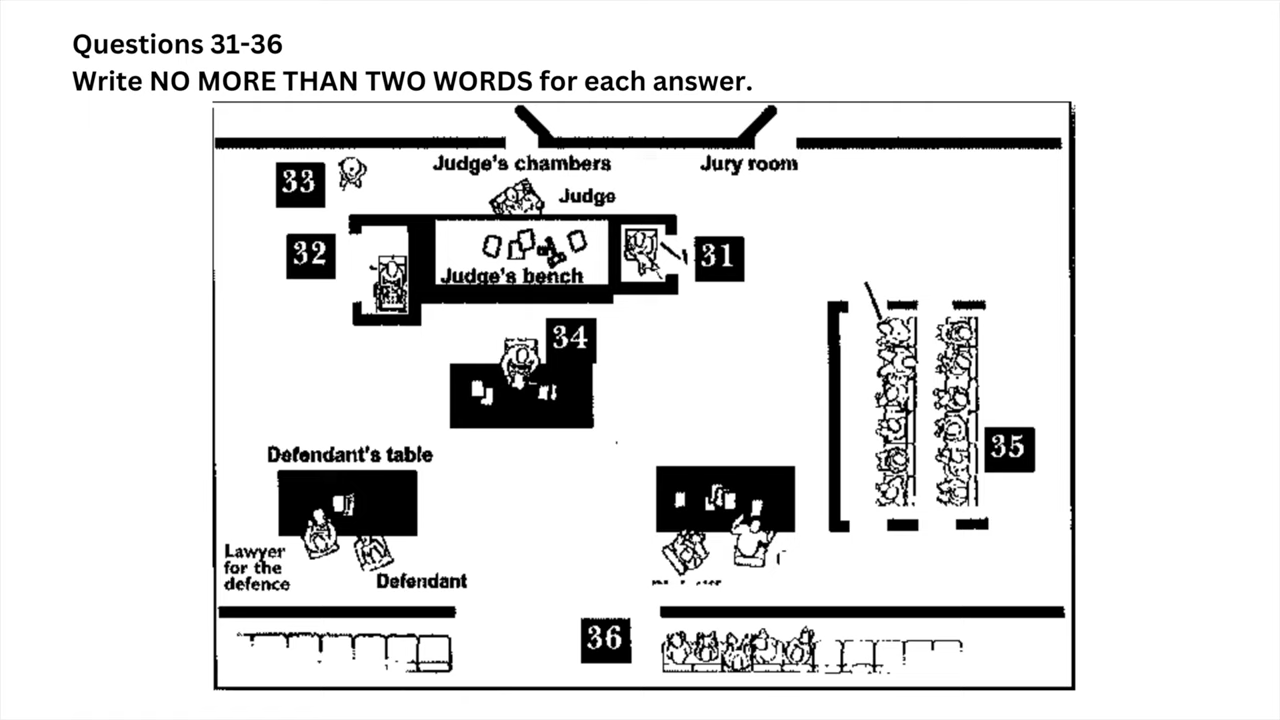 Questions 31-36
Write NO MORE THAN TWO WORDS for each answer.
Judge's chambers
Jury room
33
Judge
32
31
Judge's bench
34
Defendant's table
35
Lawyer
for the
defence
Defendant
36